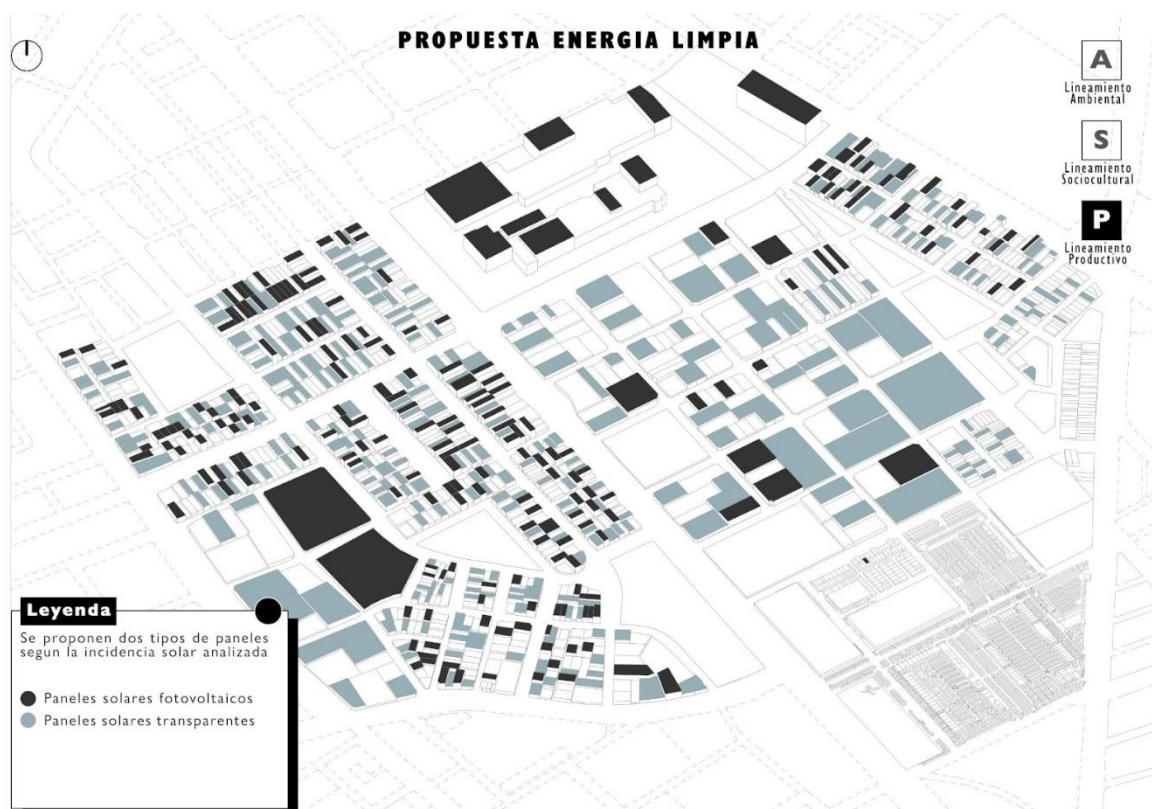 PROPUESTA ENERGIA LIMPIA
A
Lineamiento
Ambiental
S
Lineamiento
Sociocultural
P
Lineamiento
Productivo
Leyenda
Se proponen dos tipos de paneles
segun la incidencia solar analizada
Paneles solares fotovoltaicos
Paneles solares transparentes